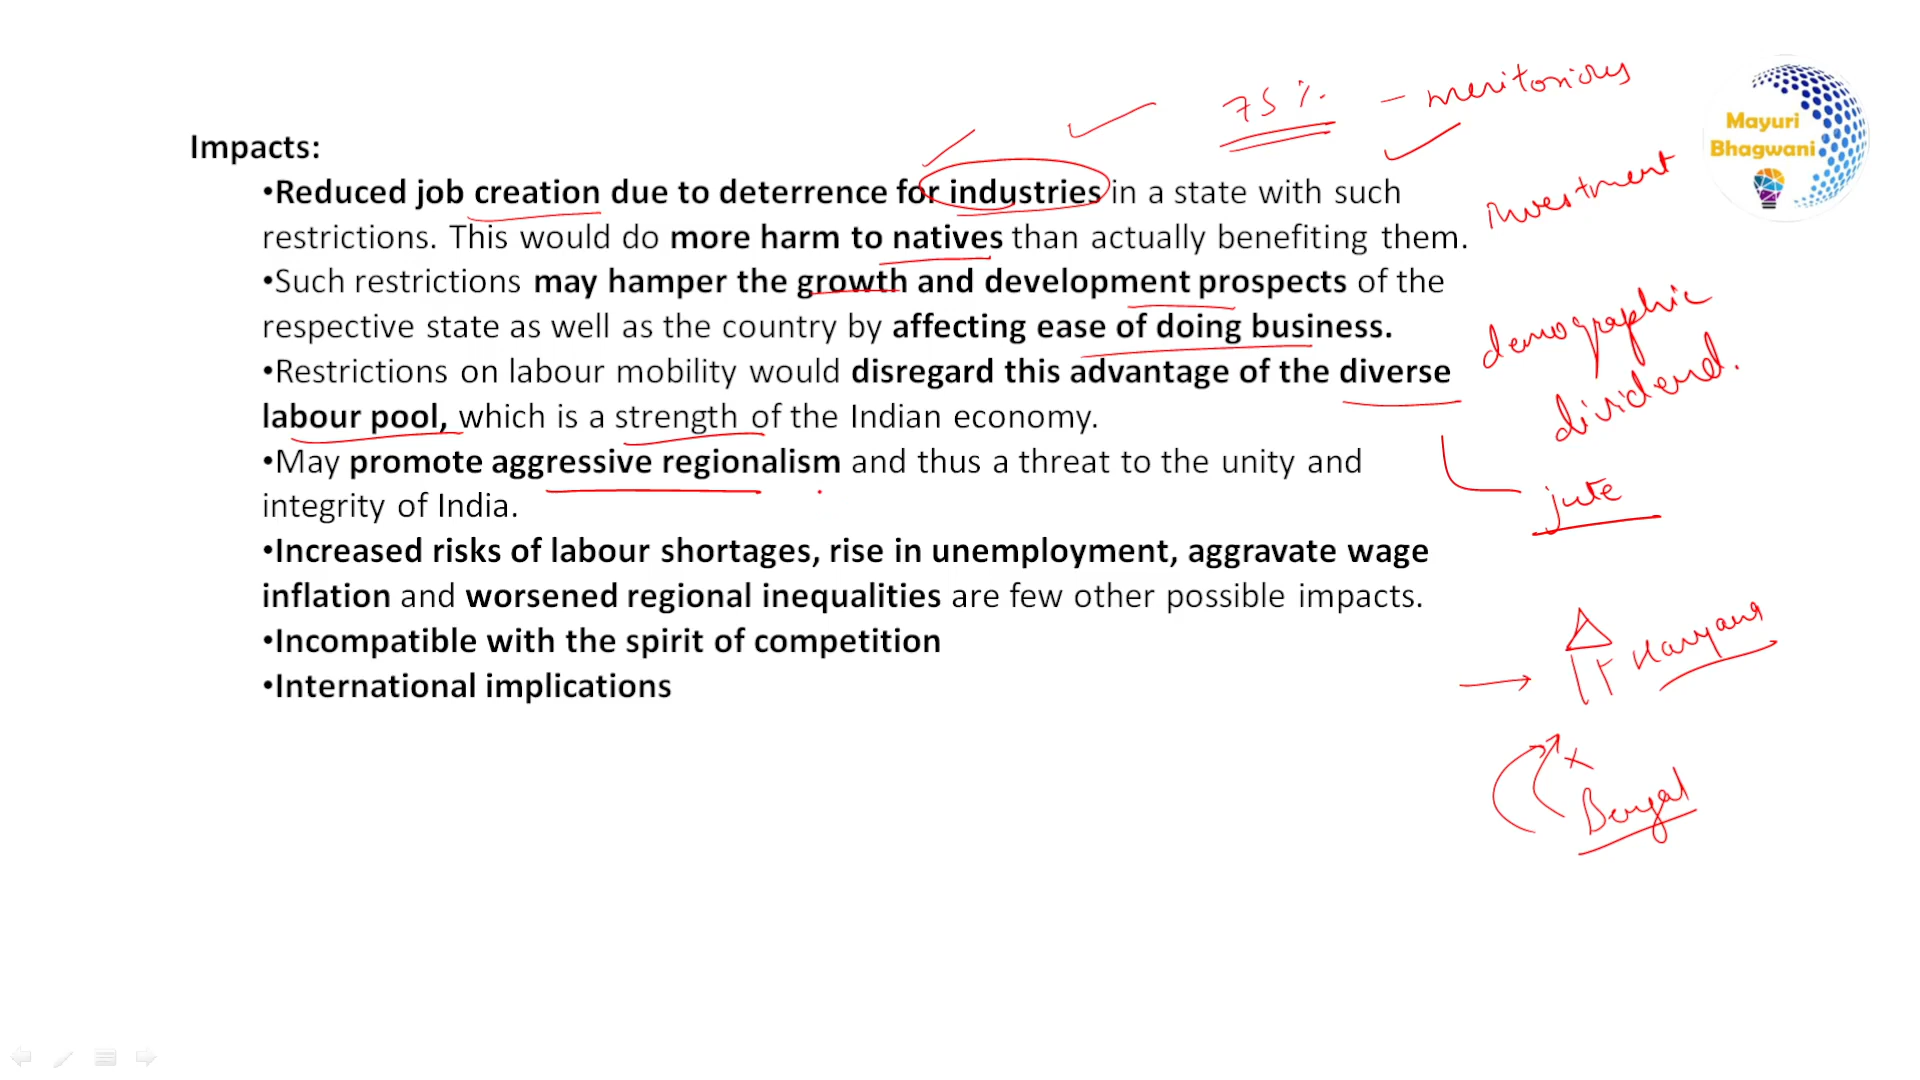 75 % - meritorious
Mayuri
Bhagwani
investment
Impacts:
•Reduced job creation due to deterrence for industries in a state with such
restrictions. This would do more harm to natives than actually benefiting them.
•Such restrictions may hamper the growth and development prospects of the
respective state as well as the country by affecting ease of doing business.
demographic
dividend.
•Restrictions on labour mobility would disregard this advantage of the diverse
labour pool, which is a strength of the Indian economy.
•May promote aggressive regionalism and thus a threat to the unity and
integrity of India.
jute
•Increased risks of labour shortages, rise in unemployment, aggravate wage
inflation and worsened regional inequalities are few other possible impacts.
•Incompatible with the spirit of competition
•International implications
Haryana
Bengal